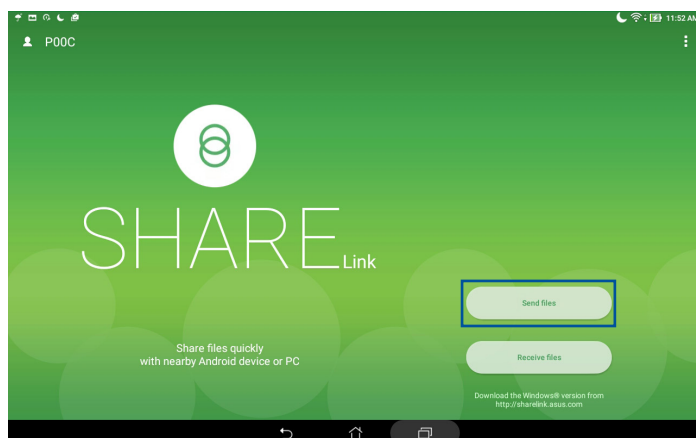 11:52 AM
P00C
SHARE Link
Send files
Share files quickly
with nearby Android device or PC
Receive files
Download the Windows® version from
http://sharelink.asus.com